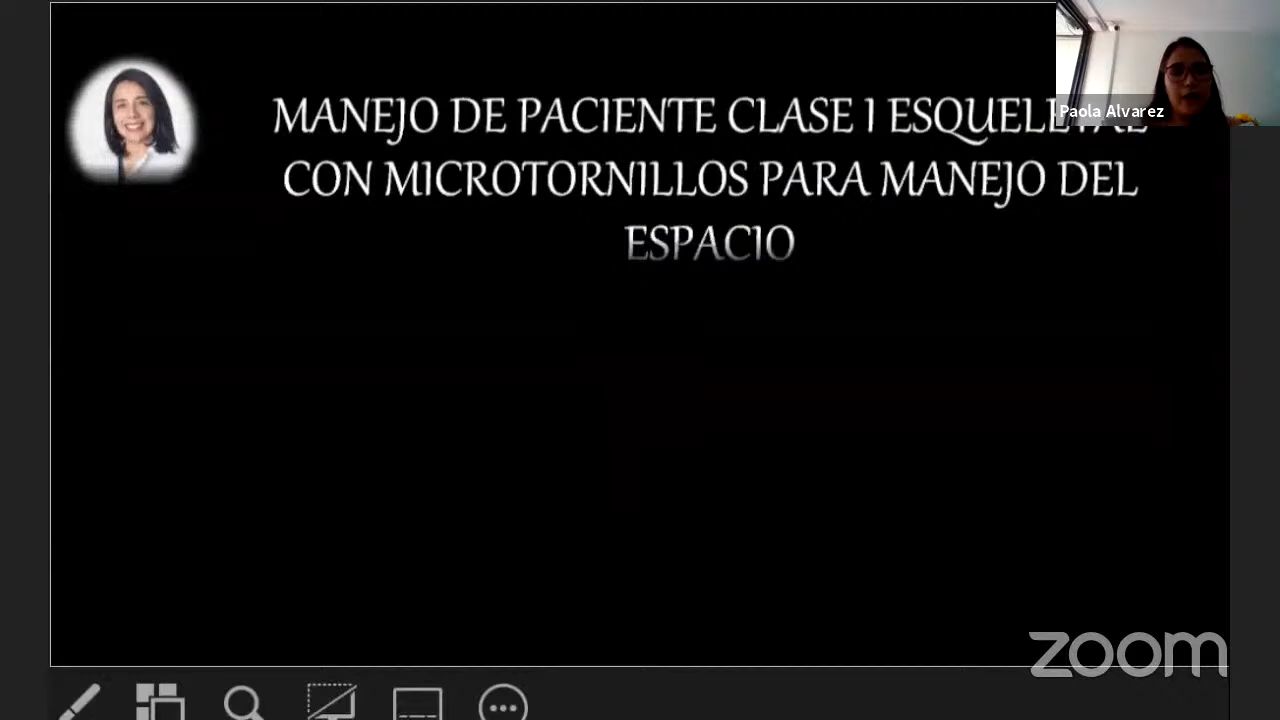 MANEJO DE PACIENTE CLASE I ESQUELETAL
CON MICROTORNILLOS PARA MANEJO DEL
ESPACIO
Paola Alvarez
zoom